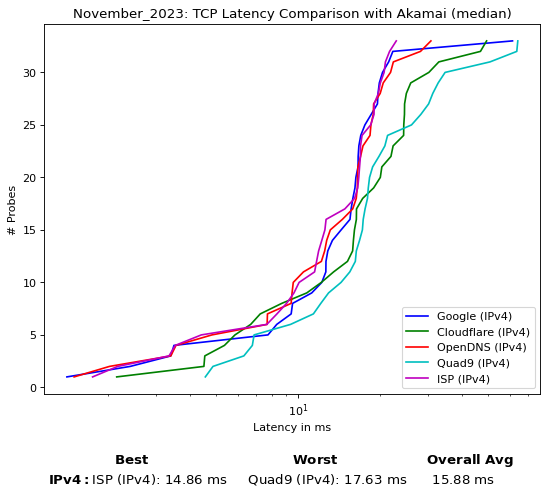 November_2023: TCP Latency Comparison with Akamai (median)
30
25
20
15
10
5
0
# Probes
Google (IPv4)
Cloudflare (IPv4)
OpenDNS (IPv4)
Quad9 (IPv4)
ISP (IPv4)
10¹
Latency in ms
Best Worst Overall Avg
IPv4: ISP (IPv4): 14.86 ms Quad9 (IPv4): 17.63 ms 15.88 ms